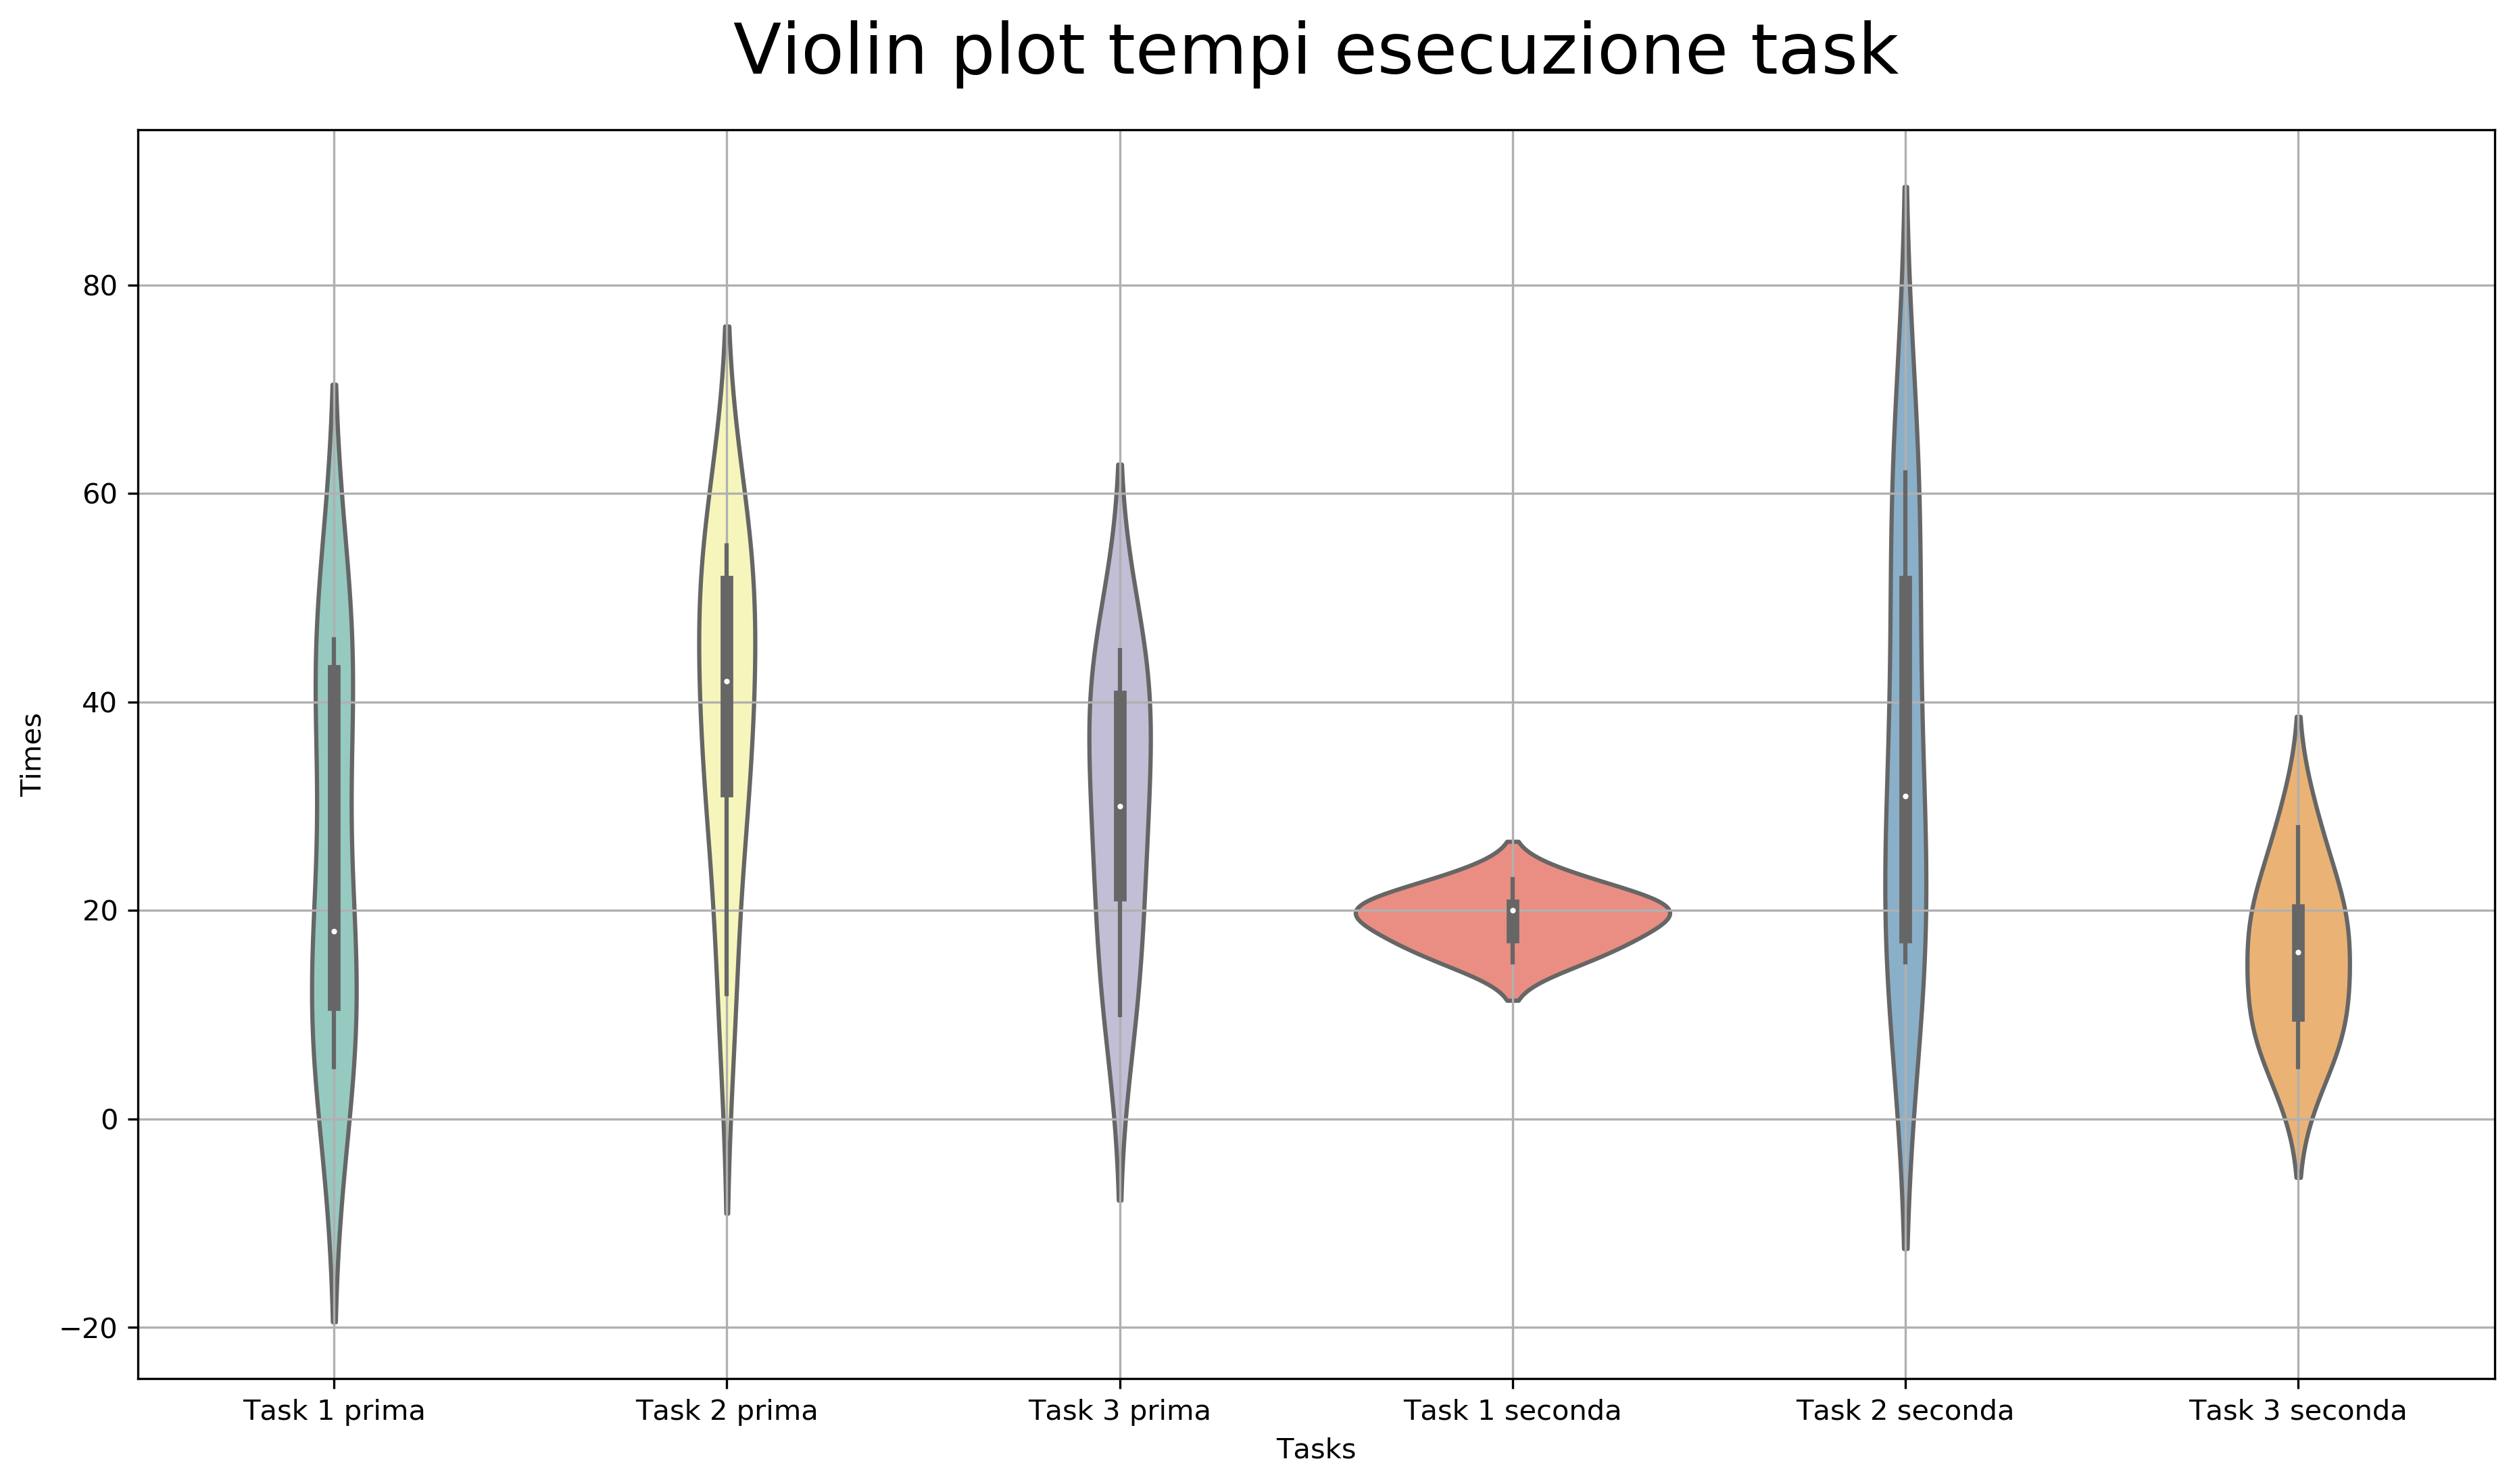 Violin plot tempi esecuzione task
80
60
40
20
0
−20
Times
Task 1 prima
Task 2 prima
Task 3 prima
Task 1 seconda
Task 2 seconda
Task 3 seconda
Tasks